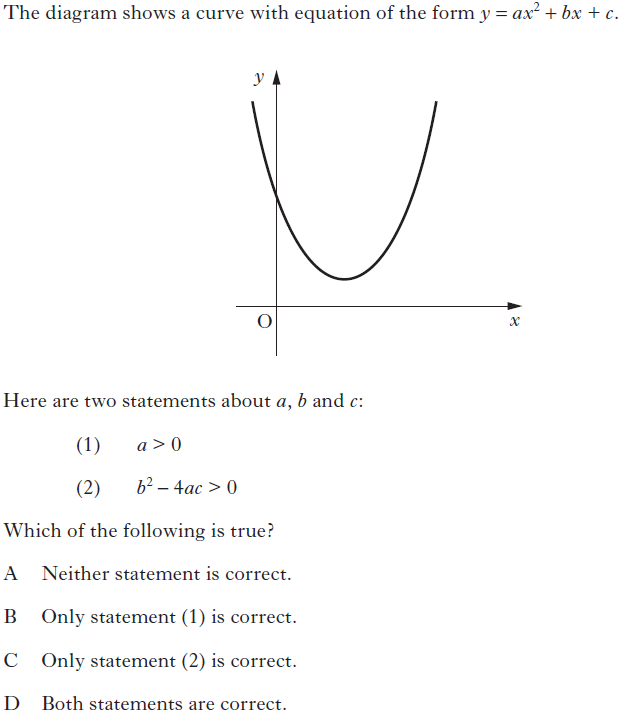 The diagram shows a curve with equation of the form y = ax² + bx + c.
y
O
x
Here are two statements about a, b and c:
(1) a > 0
(2) b² – 4ac > 0
Which of the following is true?
A Neither statement is correct.
B Only statement (1) is correct.
C Only statement (2) is correct.
D Both statements are correct.